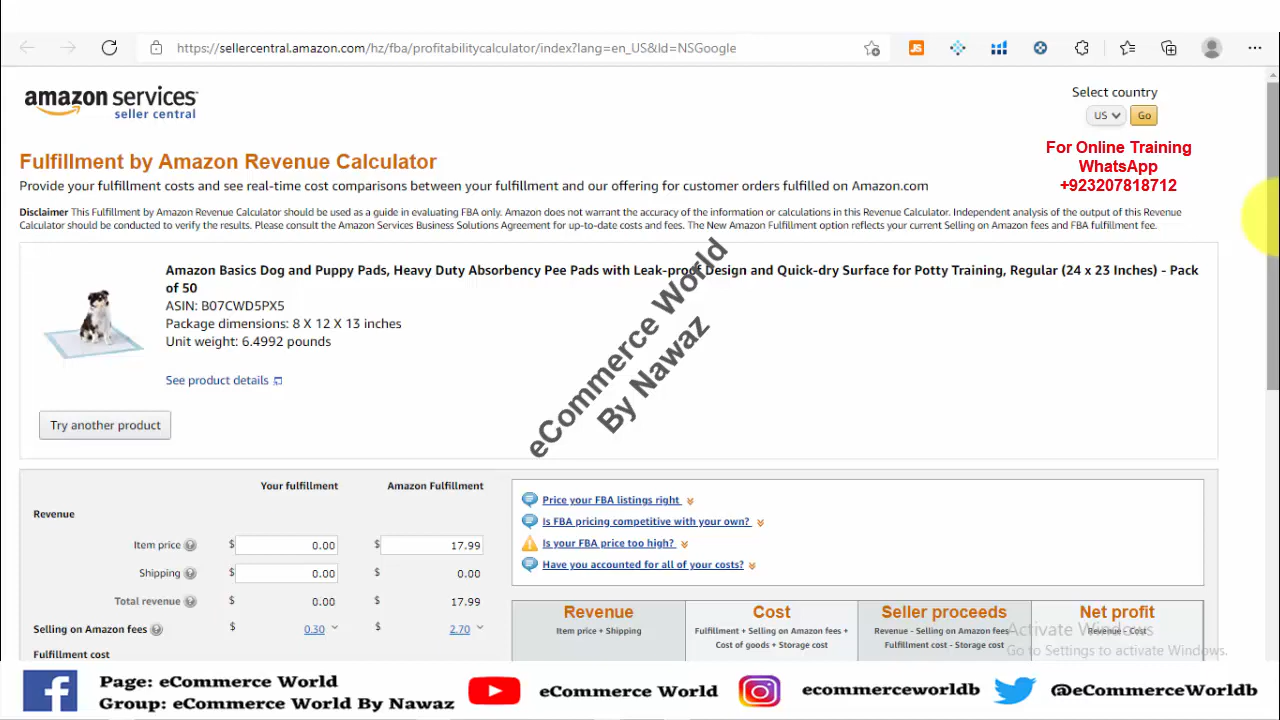 https://sellercentral.amazon.com/hz/fba/profitabilitycalculator/index?lang=en_US&ld=NSGoogle
JS
amazon services
seller central
Select country
US
Go
For Online Training
WhatsApp
+923207818712
Fulfillment by Amazon Revenue Calculator
Provide your fulfillment costs and see real-time cost comparisons between your fulfillment and our offering for customer orders fulfilled on Amazon.com
Disclaimer This Fulfillment by Amazon Revenue Calculator should be used as a guide in evaluating FBA only. Amazon does not warrant the accuracy of the information or calculations in this Revenue Calculator. Independent analysis of the output of this Revenue
Calculator should be conducted to verify the results. Please consult the Amazon Services Business Solutions Agreement for up-to-date costs and fees. The New Amazon Fulfillment option reflects your current Selling on Amazon fees and FBA fulfillment fee.
Amazon Basics Dog and Puppy Pads, Heavy Duty Absorbency Pee Pads with Leak-proof Design and Quick-dry Surface for Potty Training, Regular (24 x 23 Inches) - Pack
of 50
ASIN: B07CWD5PX5
Package dimensions: 8 X 12 X 13 inches
Unit weight: 6.4992 pounds
See product details
Try another product
eCommerce World
By Nawaz
Your fulfillment Amazon Fulfillment
Revenue
Item price $ 0.00 $ 17.99
Shipping $ 0.00 $ 0.00
Total revenue $ 0.00 $ 17.99
Selling on Amazon fees $ 0.30 $ 2.70
Fulfillment cost
Price your FBA listings right
Is FBA pricing competitive with your own?
Is your FBA price too high?
Have you accounted for all of your costs?
Revenue
Item price + Shipping
Cost
Fulfillment + Selling on Amazon fees +
Cost of goods + Storage cost
Seller proceeds
Revenue - Selling on Amazon fees
Fulfillment cost - Storage cost
Net profit
Revenue - Cost
Activate Windows
Go to Settings to activate Windows.
Page: eCommerce World
Group: eCommerce World By Nawaz
eCommerce World
ecommerceworldb
@eCommerceWorldb